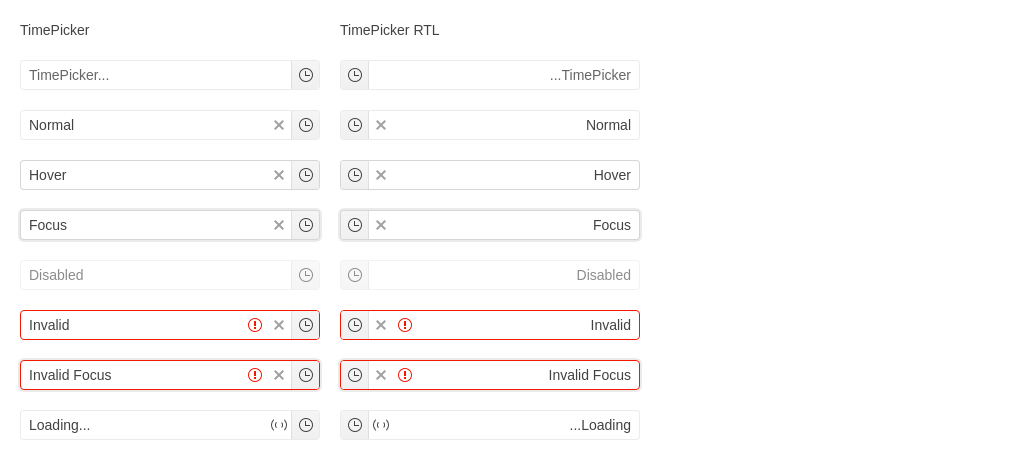 TimePicker
TimePicker RTL
TimePicker...
...TimePicker
Normal
Normal
Hover
Hover
Focus
Focus
Disabled
Disabled
Invalid
Invalid
Invalid Focus
Invalid Focus
Loading...
...Loading